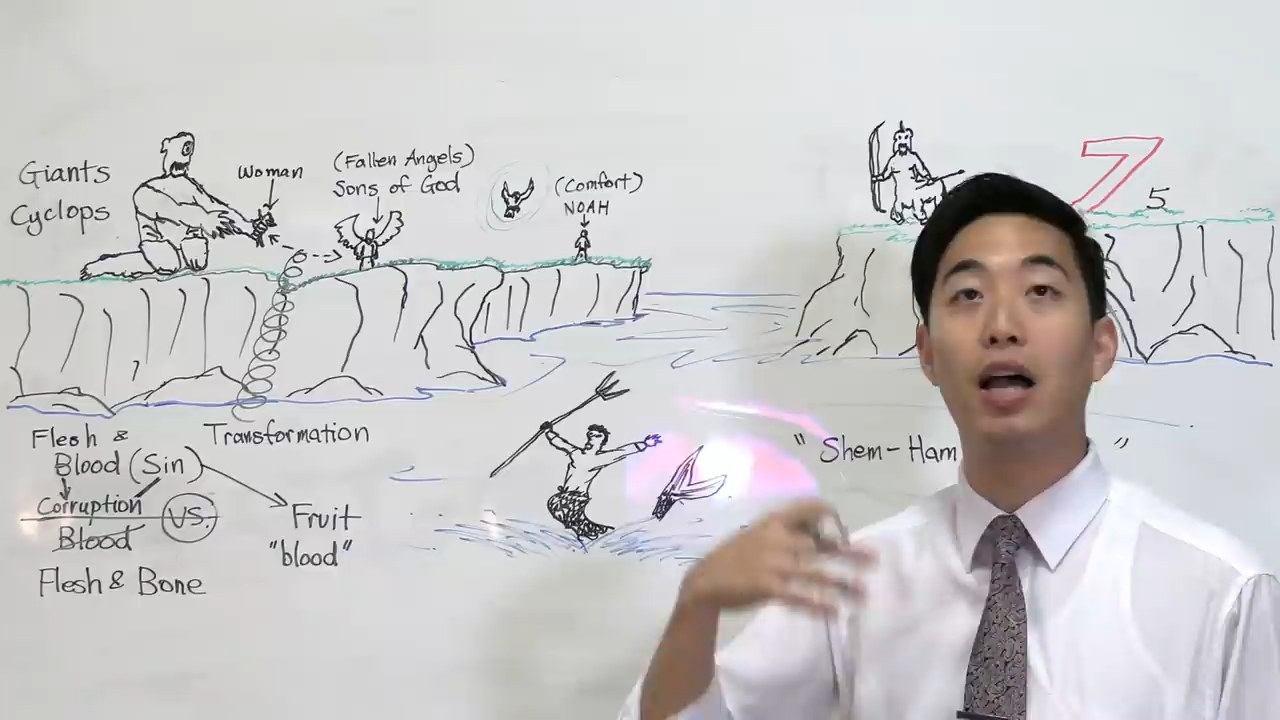 Giants
Cyclops
Woman
(Fallen Angels)
Sons of God
(Comfort)
NOAH
7
5
Flesh &
Blood (Sin)
Corruption
Blood
Flesh & Bone
VS.
Transformation
Fruit
"blood"
"Shem-Ham "